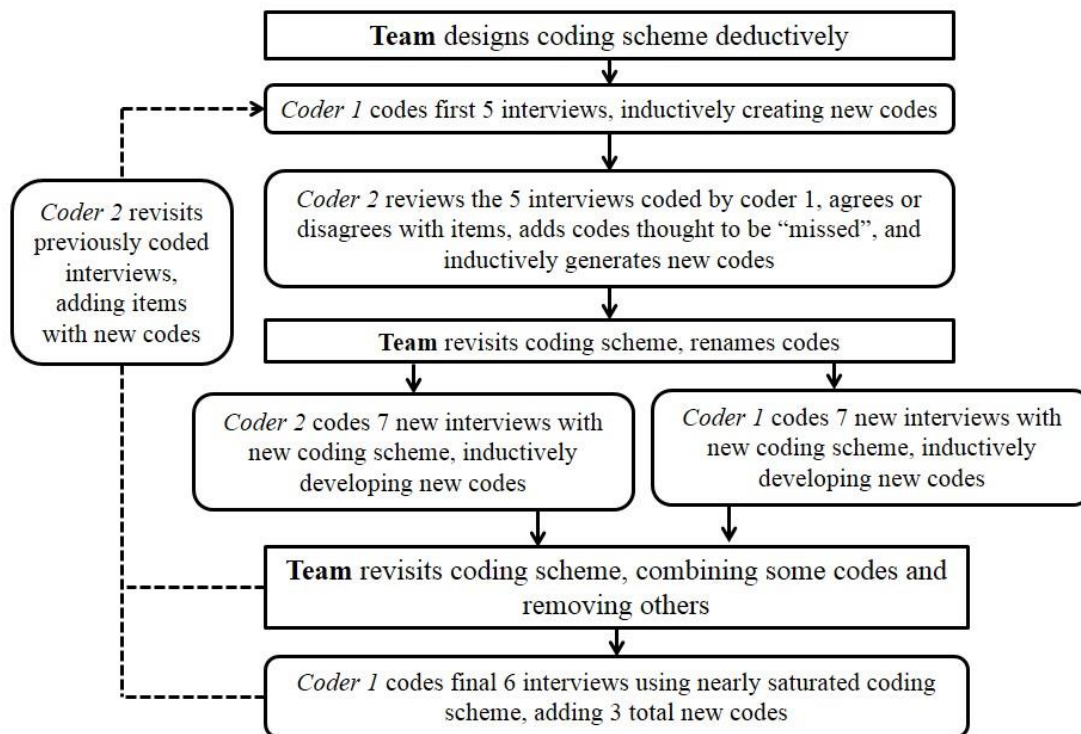 Team designs coding scheme deductively
Coder 1 codes first 5 interviews, inductively creating new codes
Coder 2 reviews the 5 interviews coded by coder 1, agrees or
disagrees with items, adds codes thought to be “missed”, and
inductively generates new codes
Coder 2 revisits
previously coded
interviews,
adding items
with new codes
Team revisits coding scheme, renames codes
Coder 2 codes 7 new interviews with
new coding scheme, inductively
developing new codes
Coder 1 codes 7 new interviews with
new coding scheme, inductively
developing new codes
Team revisits coding scheme, combining some codes and
removing others
Coder 1 codes final 6 interviews using nearly saturated coding
scheme, adding 3 total new codes